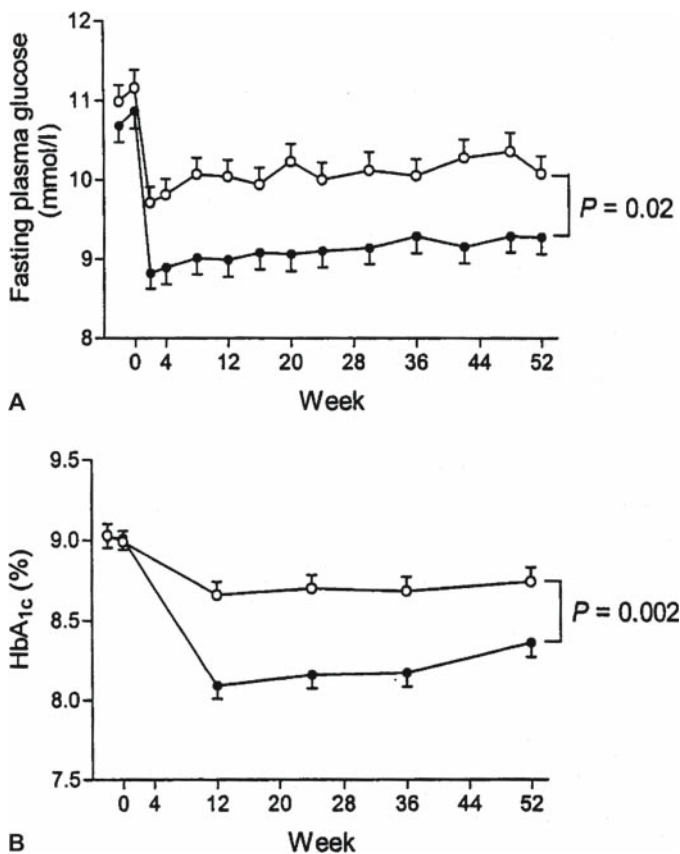 12
11
10
9
8
Fasting plasma glucose
(mmol/l)
P = 0.02
0 4 12 20 28 36 44 52
A
Week
9.5
9.0
8.5
8.0
7.5
HbA1c (%)
P = 0.002
0 4 12 20 28 36 44 52
B
Week